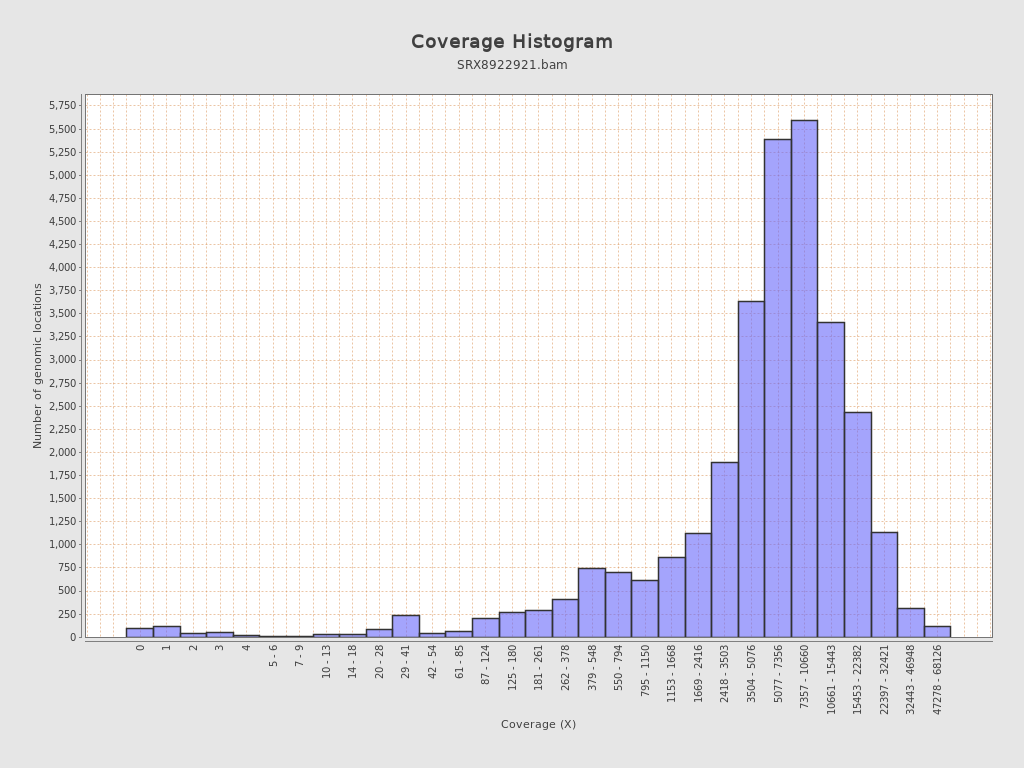 Coverage Histogram
SRX8922921.bam
Number of genomic locations
5,750
5,500
5,250
5,000
4,750
4,500
4,250
4,000
3,750
3,500
3,250
3,000
2,750
2,500
2,250
2,000
1,750
1,500
1,250
1,000
750
500
250
0
0
1
2
3
4
5 - 6
7 - 9
10 - 13
14 - 18
20 - 28
29 - 41
42 - 54
61 - 85
87 - 124
125 - 180
181 - 261
262 - 378
379 - 548
550 - 794
795 - 1150
1153 - 1668
1669 - 2416
2418 - 3503
3504 - 5076
5077 - 7356
7357 - 10660
10661 - 15443
15453 - 22382
22397 - 32421
32443 - 46948
47278 - 68126
Coverage (X)